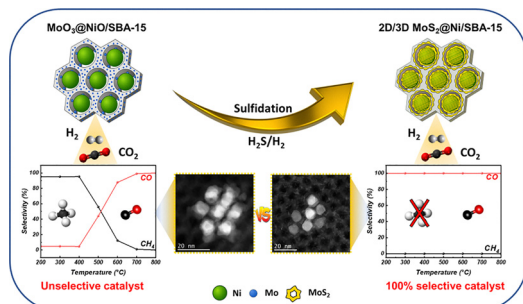 MoO₃@NiO/SBA-15
2D/3D MoS₂@Ni/SBA-15
Sulfidation
H₂S/H₂
H₂
CO₂
H₂
CO₂
Selectivity (%)
100
80
60
40
20
0
CO
CH₄
200 300 400 500 600 700 800
Temperature (°C)
Unselective catalyst
20 nm
VS
20 nm
Selectivity (%)
100
80
60
40
20
0
CO
CH₄
200 300 400 500 600 700 800
Temperature (°C)
100% selective catalyst
Ni
Mo
MoS₂